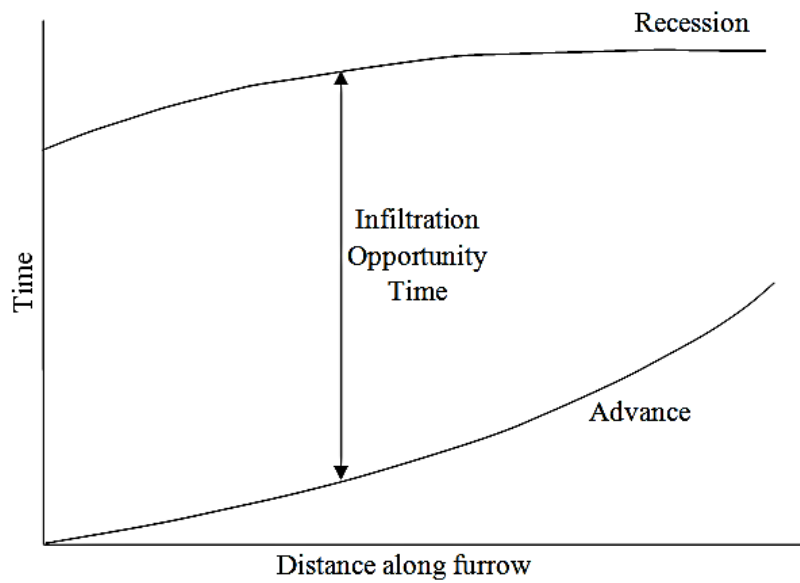 Recession
Infiltration
Opportunity
Time
Time
Advance
Distance along furrow